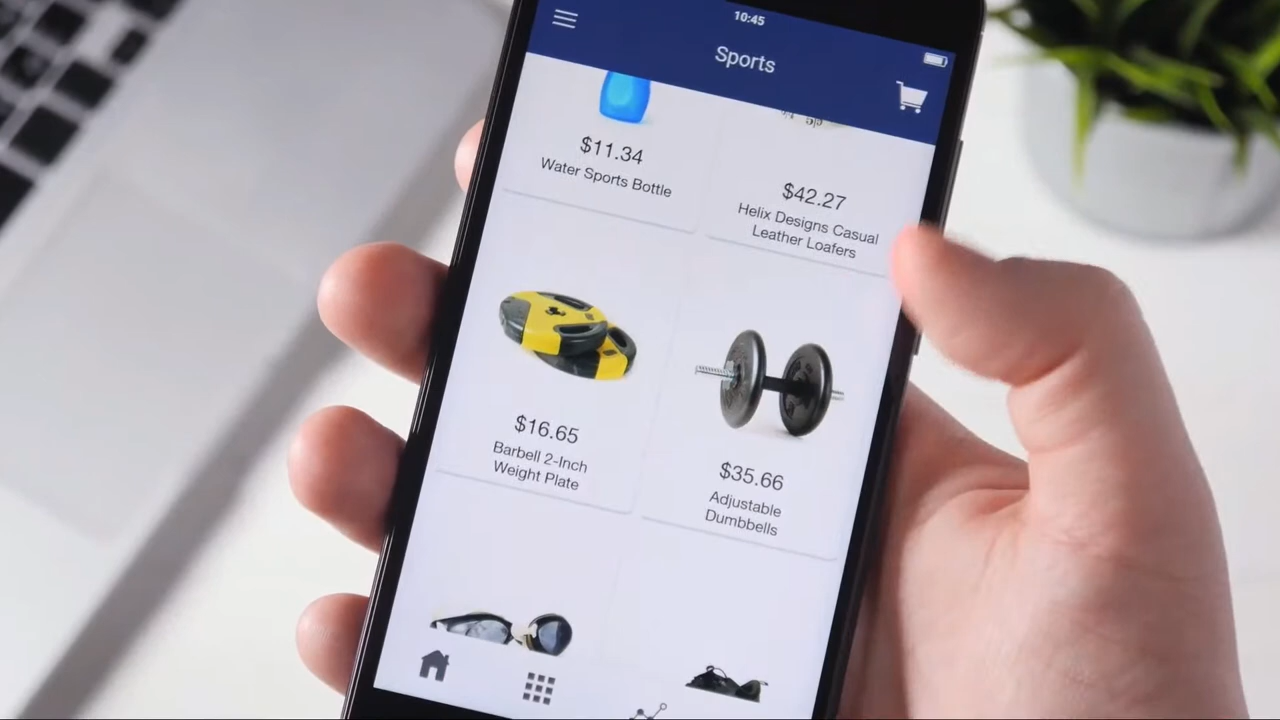 10:45
Sports
$11.34
Water Sports Bottle
$42.27
Helix Designs Casual
Leather Loafers
$16.65
Barbell 2-Inch
Weight Plate
$35.66
Adjustable
Dumbbells